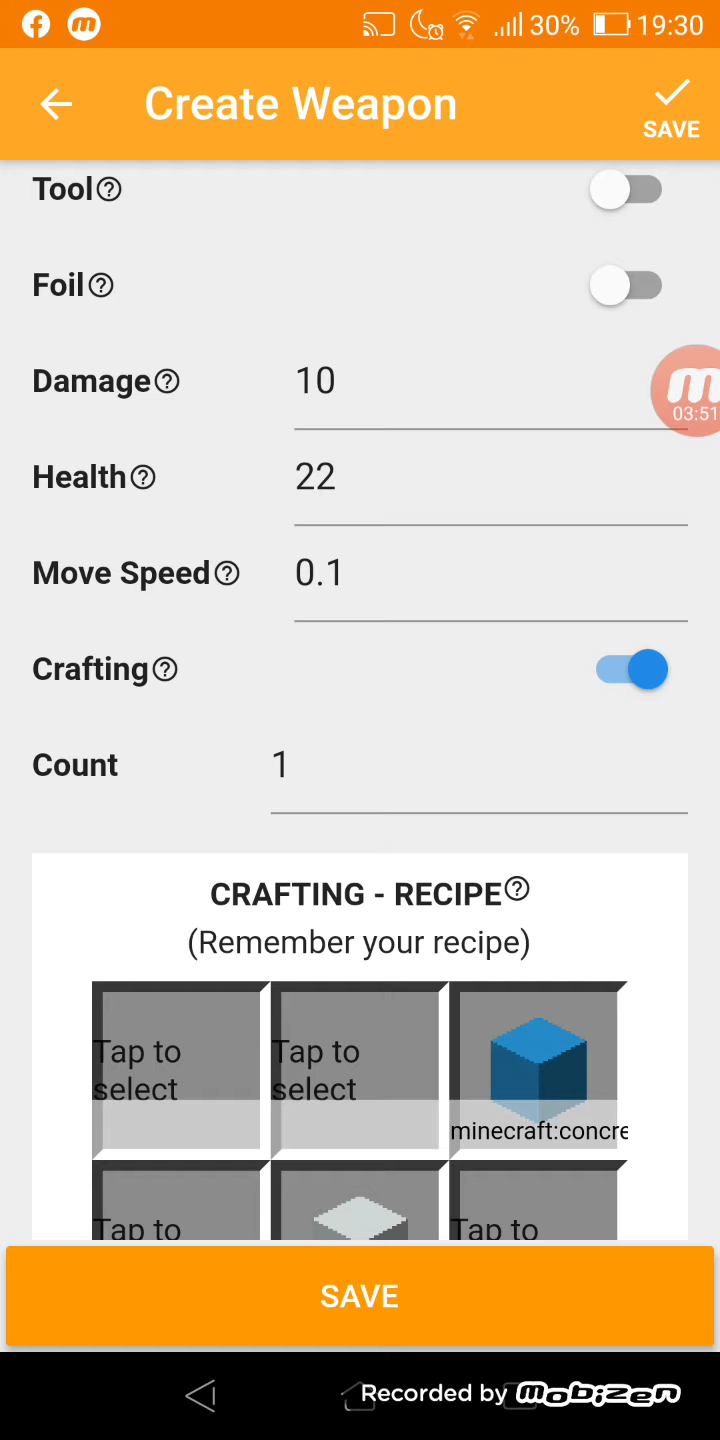 30% 19:30
Create Weapon
SAVE
Tool
Foil
Damage 10
03:51
Health 22
Move Speed 0.1
Crafting
Count 1
CRAFTING - RECIPE
(Remember your recipe)
Tap to select
Tap to select
minecraft:concre
Tap to
Tap to
SAVE
Recorded by mobizen